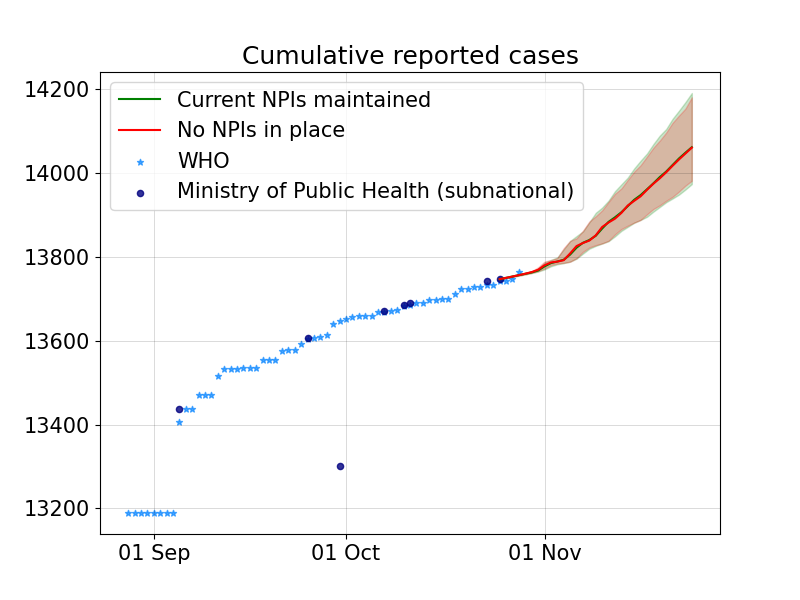 Cumulative reported cases
14200
14000
13800
13600
13400
13200
Current NPIs maintained
No NPIs in place
WHO
Ministry of Public Health (subnational)
01 Sep
01 Oct
01 Nov